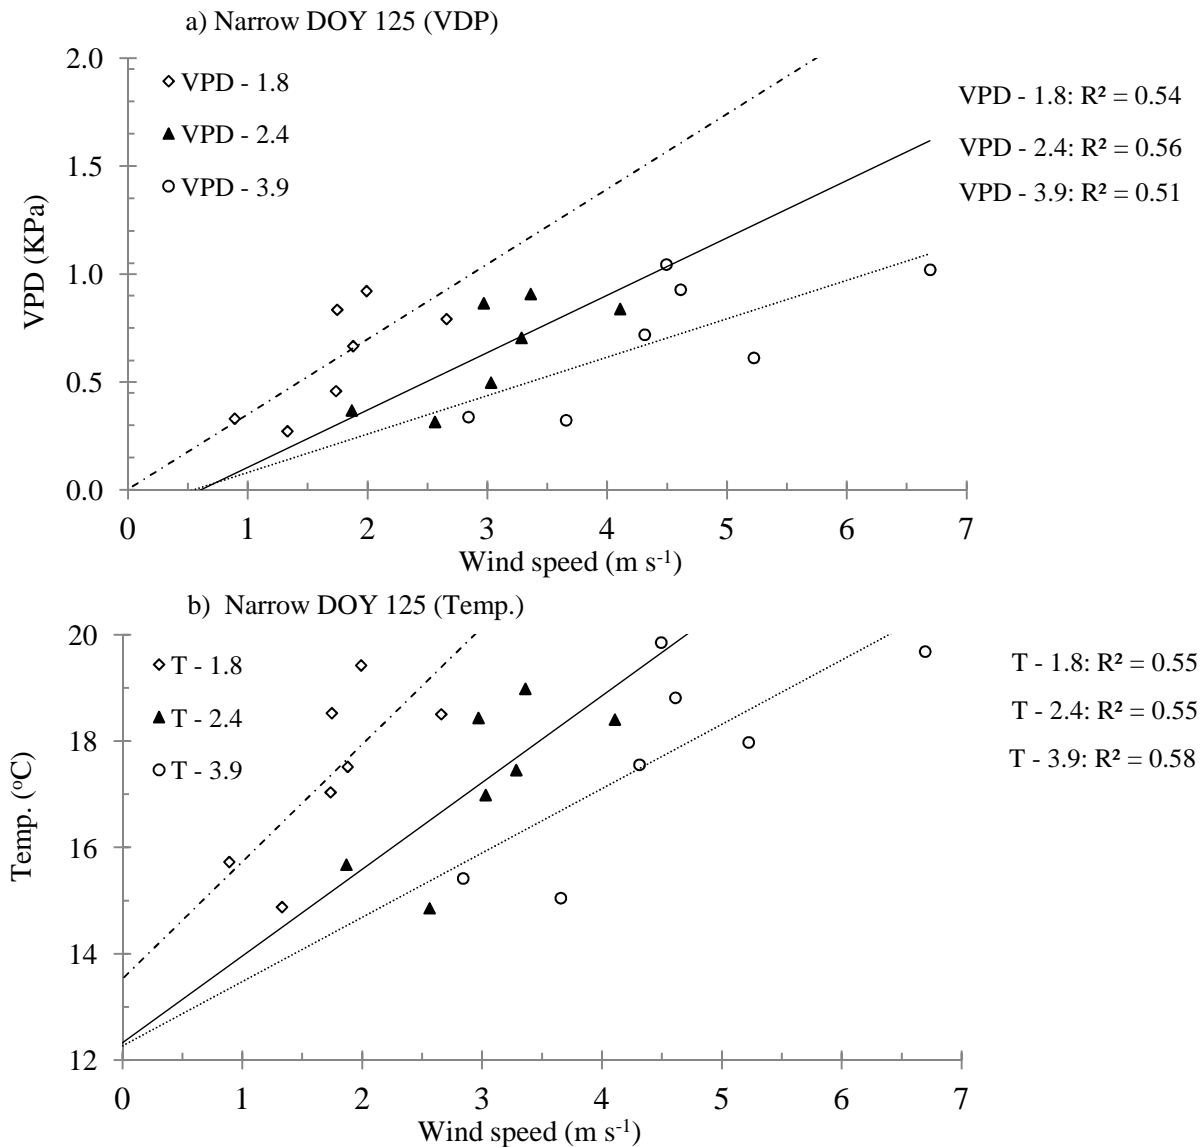 a) Narrow DOY 125 (VDP)
2.0
1.5
1.0
0.5
0.0
VPD (KPa)
VPD - 1.8
VPD - 2.4
VPD - 3.9
VPD - 1.8: R² = 0.54
VPD - 2.4: R² = 0.56
VPD - 3.9: R² = 0.51
0 1 2 3 4 5 6 7
Wind speed (m s⁻¹)
b) Narrow DOY 125 (Temp.)
20
18
16
14
12
Temp. (ºC)
T - 1.8
T - 2.4
T - 3.9
T - 1.8: R² = 0.55
T - 2.4: R² = 0.55
T - 3.9: R² = 0.58
0 1 2 3 4 5 6 7
Wind speed (m s⁻¹)